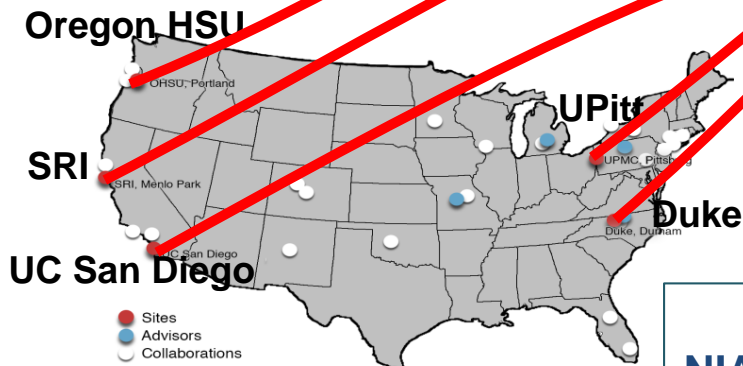 Oregon HSU
OHSU, Portland
UPitt
UPMC, Pittsburg
SRI
SRI, Menlo Park
Duke
Duke, Durham
UC San Diego
UC San Diego
Sites
Advisors
Collaborations